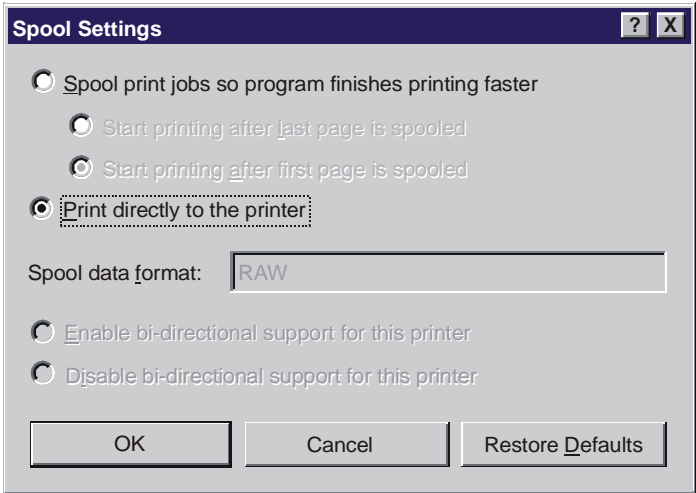 Spool Settings ? X
Spool print jobs so program finishes printing faster
Start printing after last page is spooled
Start printing after first page is spooled
Print directly to the printer
Spool data format: RAW
Enable bi-directional support for this printer
Disable bi-directional support for this printer
OK Cancel Restore Defaults